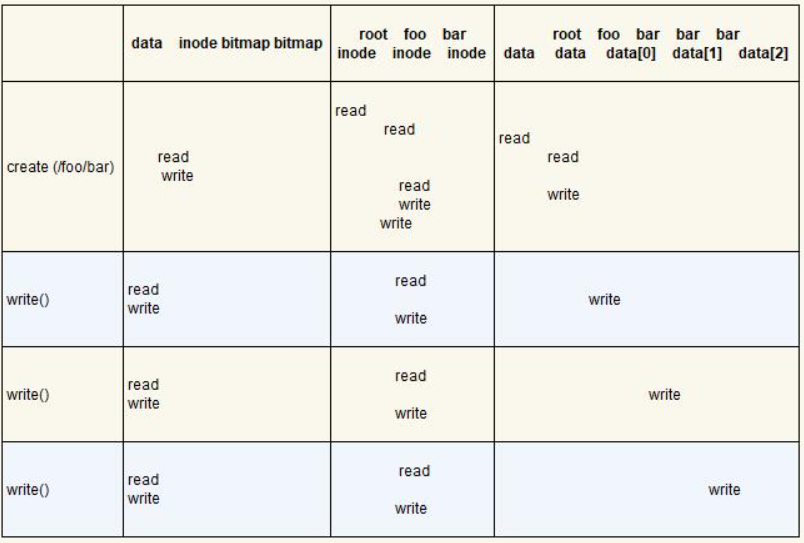 data inode bitmap bitmap
root foo bar
inode inode inode
root foo bar bar bar
data data data[0] data[1] data[2]
create (/foo/bar)
read
write
read
read
read
write
write
read
read
write
write()
read
write
read
write
write
write()
read
write
read
write
write
write()
read
write
read
write
write